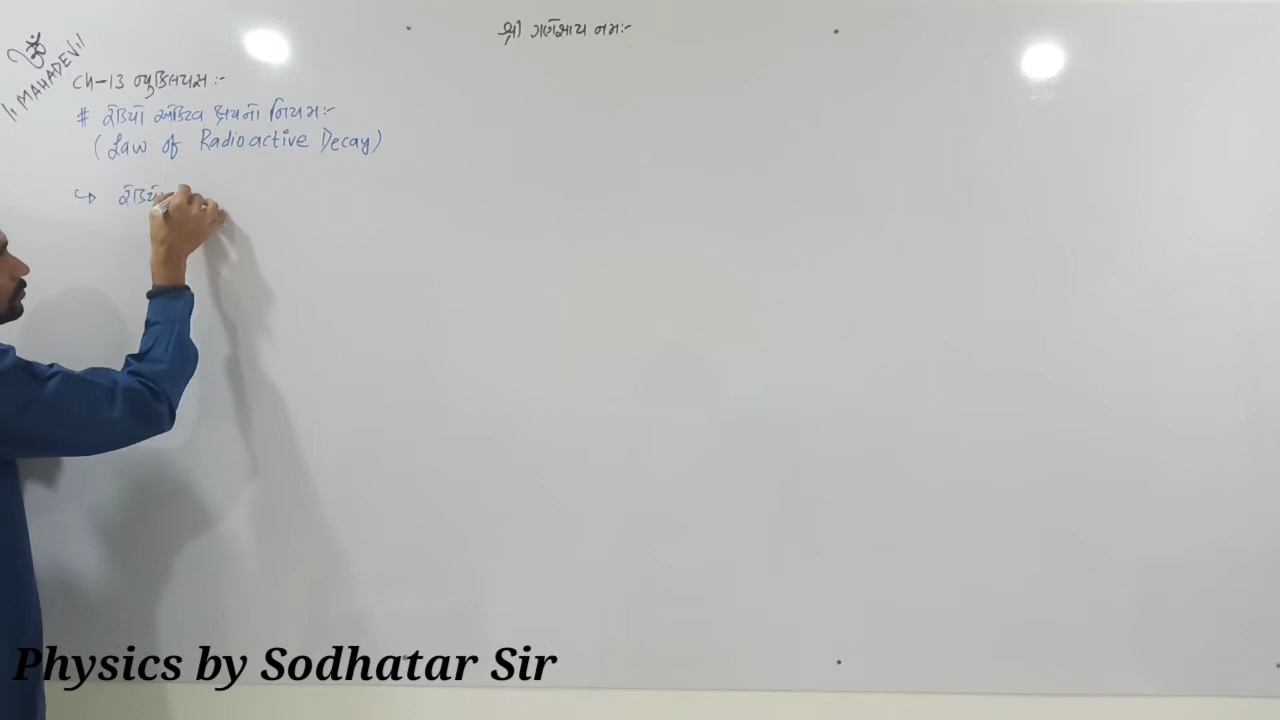 શ્રી ગણેશાય નમઃ-
ૐ
|| MAHADEV ||
Ch-13 ન્યુક્લિયસ :-
# રેડિયો એક્ટિવ ક્ષયનો નિયમ:-
(Law of Radioactive Decay)
↪ રેડિયો
Physics by Sodhatar Sir